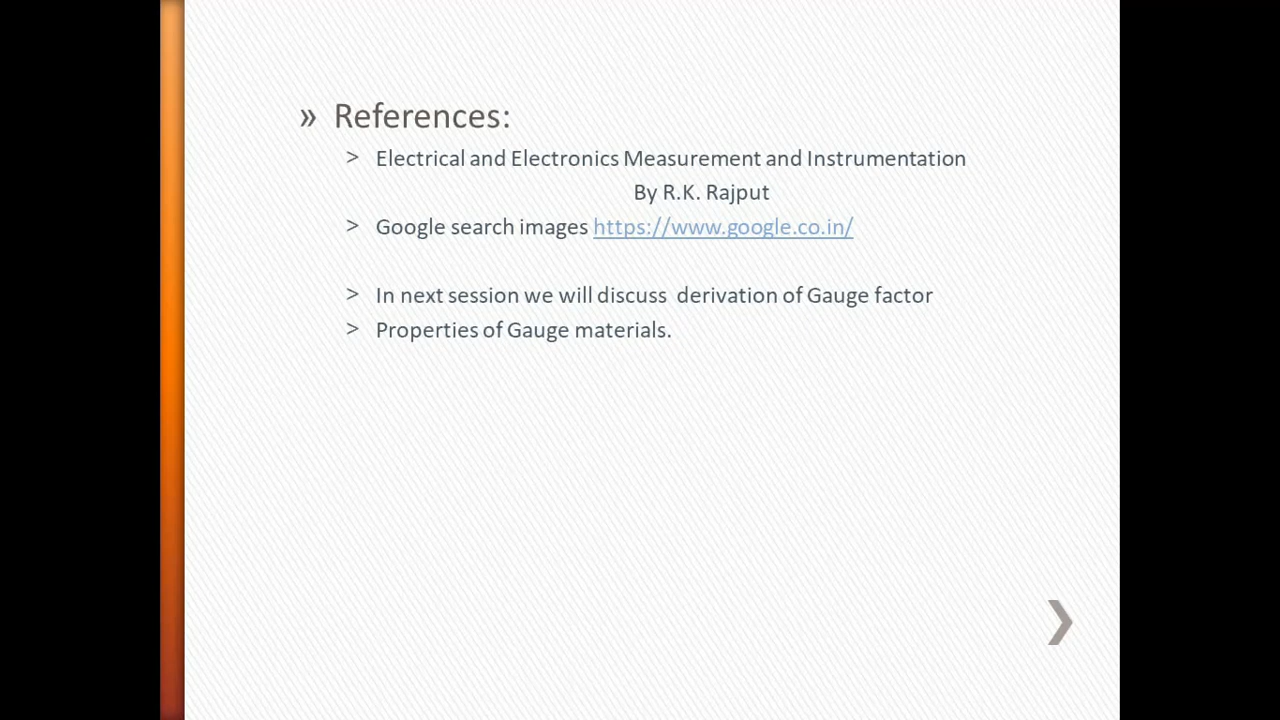 » References:
> Electrical and Electronics Measurement and Instrumentation
By R.K. Rajput
> Google search images https://www.google.co.in/
> In next session we will discuss  derivation of Gauge factor
> Properties of Gauge materials.